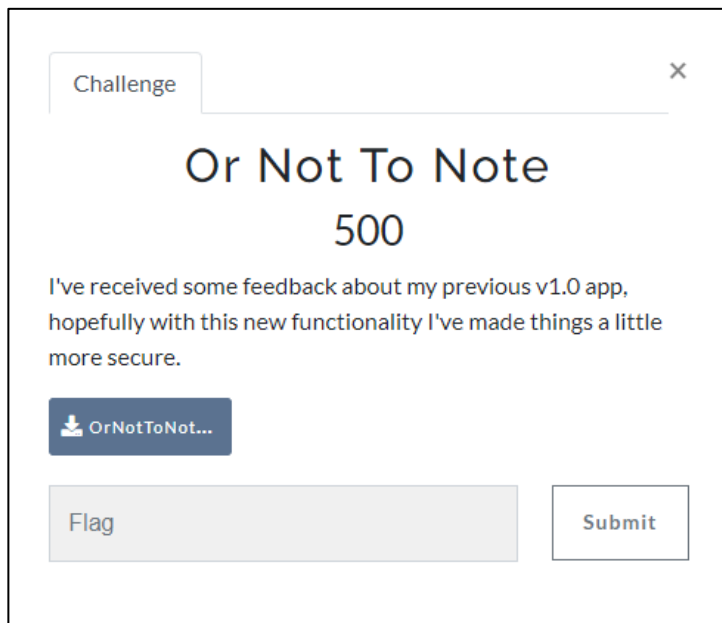 Challenge
×
Or Not To Note
500
I've received some feedback about my previous v1.0 app,
hopefully with this new functionality I've made things a little
more secure.
OrNotToNot...
Flag
Submit